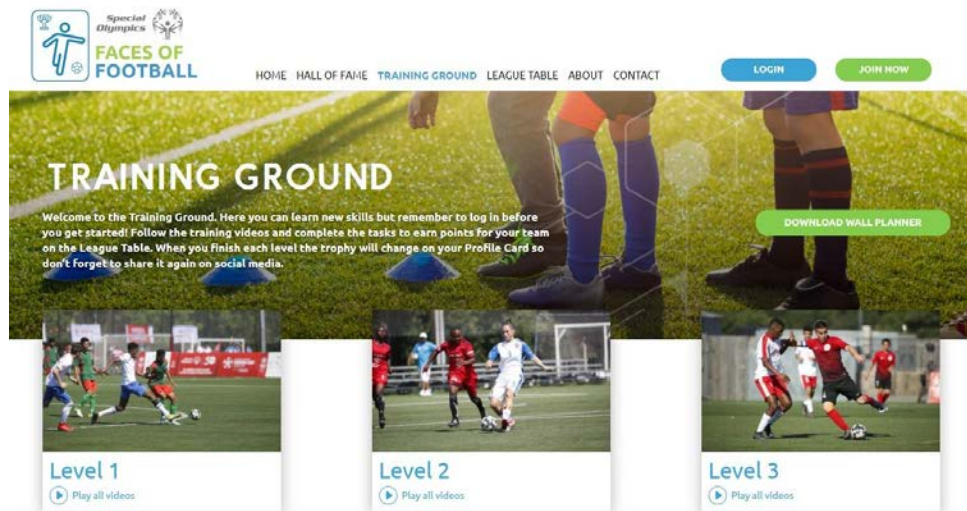 Special
Olympics
FACES OF
FOOTBALL
HOME HALL OF FAME TRAINING GROUND LEAGUE TABLE ABOUT CONTACT
LOGIN
JOIN NOW
TRAINING GROUND
Welcome to the Training Ground. Here you can learn new skills but remember to log in before
you get started! Follow the training videos and complete the tasks to earn points for your team
on the League Table. When you finish each level the trophy will change on your Profile Card so
don't forget to share it again on social media.
DOWNLOAD WALL PLANNER
Level 1
Play all videos
Level 2
Play all videos
Level 3
Play all videos